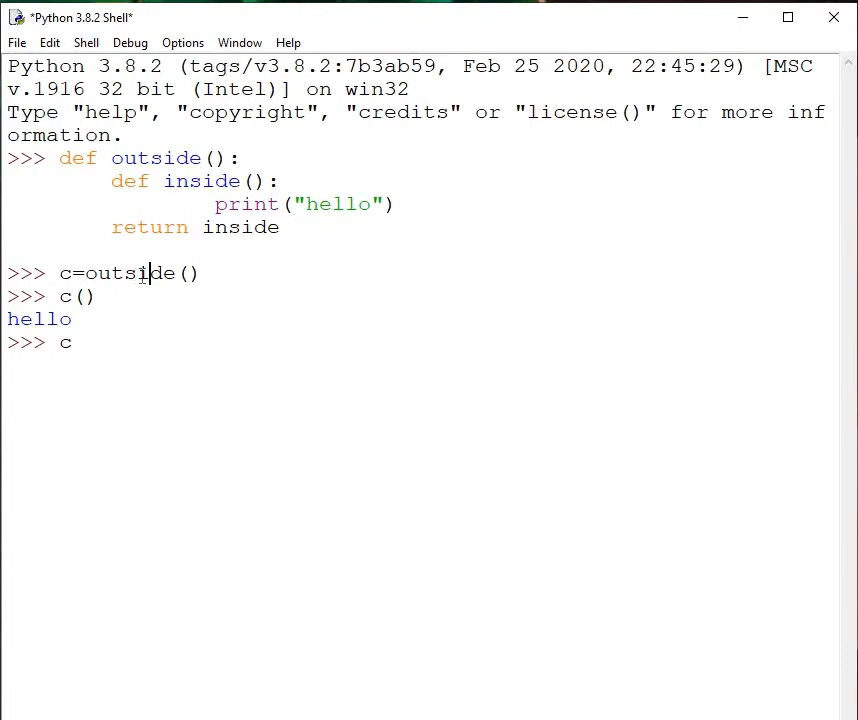 *Python 3.8.2 Shell*
File Edit Shell Debug Options Window Help
Python 3.8.2 (tags/v3.8.2:7b3ab59, Feb 25 2020, 22:45:29) [MSC
v.1916 32 bit (Intel)] on win32
Type "help", "copyright", "credits" or "license()" for more inf
ormation.
>>> def outside():
        def inside():
                print("hello")
        return inside

>>> c=outside()
>>> c()
hello
>>> c